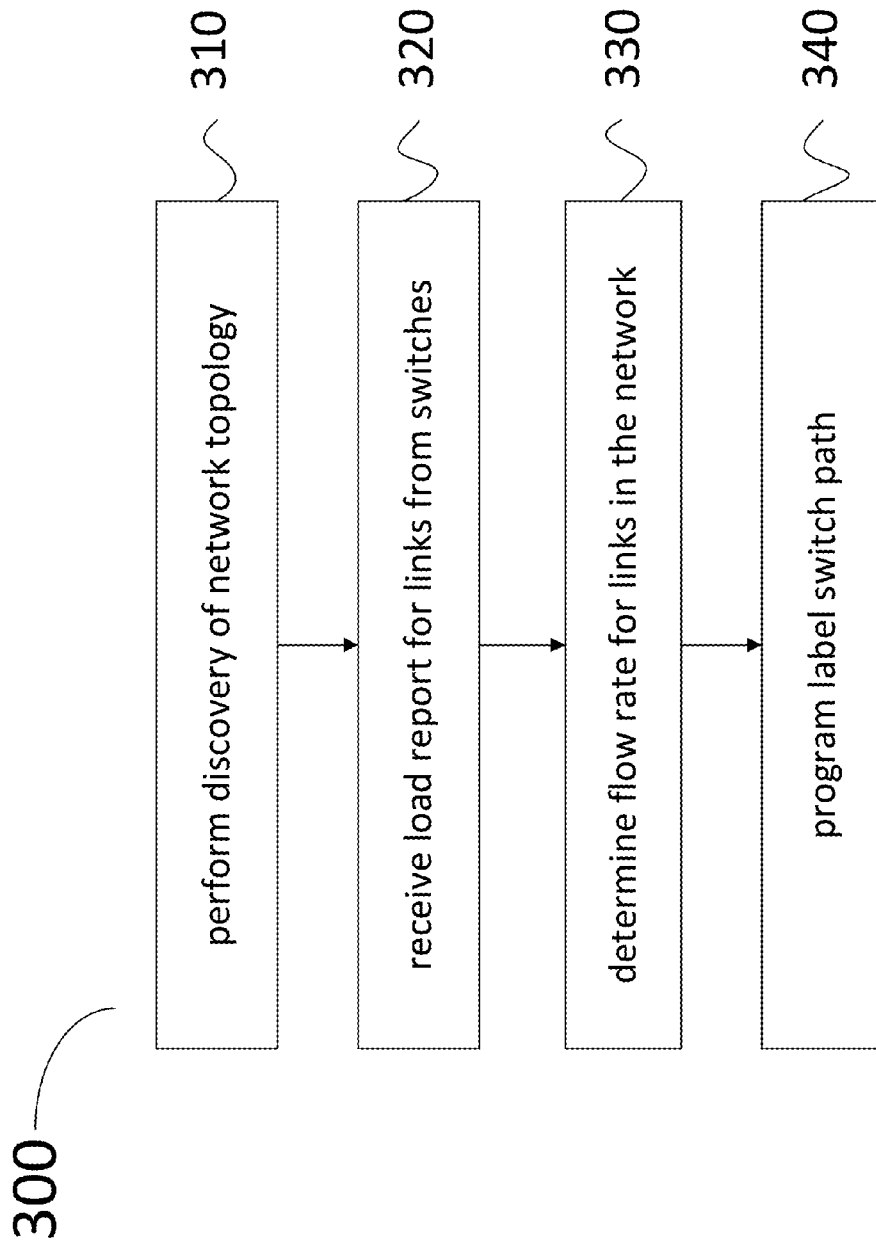 300
perform discovery of network topology
310
receive load report for links from switches
320
determine flow rate for links in the network
330
program label switch path
340